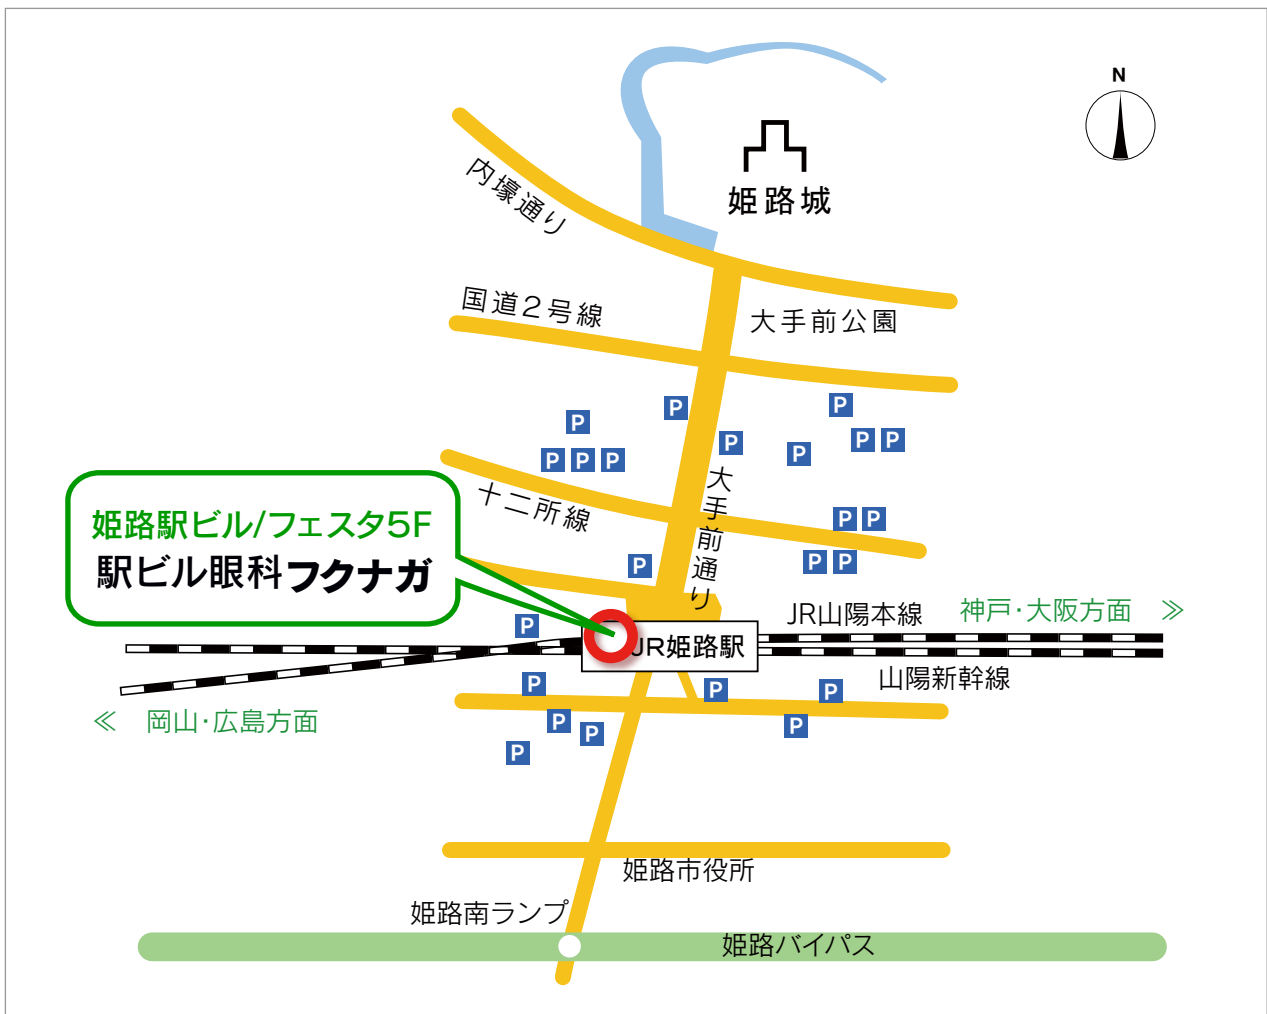 N
姫路城
内壕通り
国道2号線
大手前公園
P
P
P
P
P
P
P
P
P
P
大手前通り
十二所線
P
P
P
P
P
姫路駅ビル/フェスタ5F
駅ビル眼科フクナガ
P
JR山陽本線
神戸・大阪方面 ≫
JR姫路駅
山陽新幹線
≪ 岡山・広島方面
P
P
P
P
P
P
P
姫路市役所
姫路南ランプ
姫路バイパス